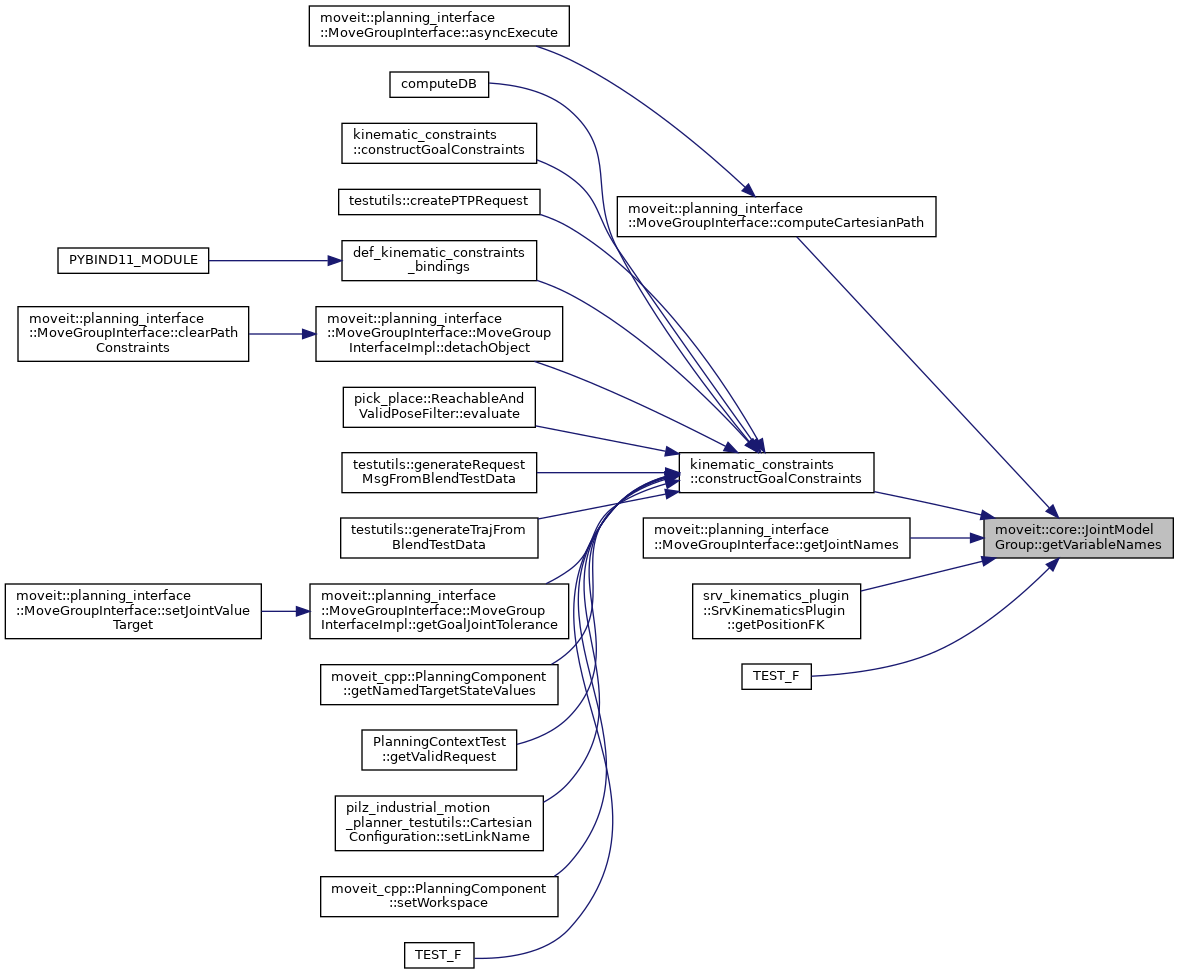 moveit::planning_interface
::MoveGroupInterface::asyncExecute
computeDB
kinematic_constraints
::constructGoalConstraints
testutils::createPTPRequest
moveit::planning_interface
::MoveGroupInterface::computeCartesianPath
PYBIND11_MODULE
def_kinematic_constraints
_bindings
moveit::planning_interface
::MoveGroupInterface::clearPath
Constraints
moveit::planning_interface
::MoveGroupInterface::MoveGroup
InterfaceImpl::detachObject
pick_place::ReachableAnd
ValidPoseFilter::evaluate
testutils::generateRequest
MsgFromBlendTestData
kinematic_constraints
::constructGoalConstraints
testutils::generateTrajFrom
BlendTestData
moveit::planning_interface
::MoveGroupInterface::getJointNames
moveit::core::JointModel
Group::getVariableNames
moveit::planning_interface
::MoveGroupInterface::setJointValue
Target
moveit::planning_interface
::MoveGroupInterface::MoveGroup
InterfaceImpl::getGoalJointTolerance
srv_kinematics_plugin
::SrvKinematicsPlugin
::getPositionFK
moveit_cpp::PlanningComponent
::getNamedTargetStateValues
TEST_F
PlanningContextTest
::getValidRequest
pilz_industrial_motion
_planner_testutils::Cartesian
Configuration::setLinkName
moveit_cpp::PlanningComponent
::setWorkspace
TEST_F